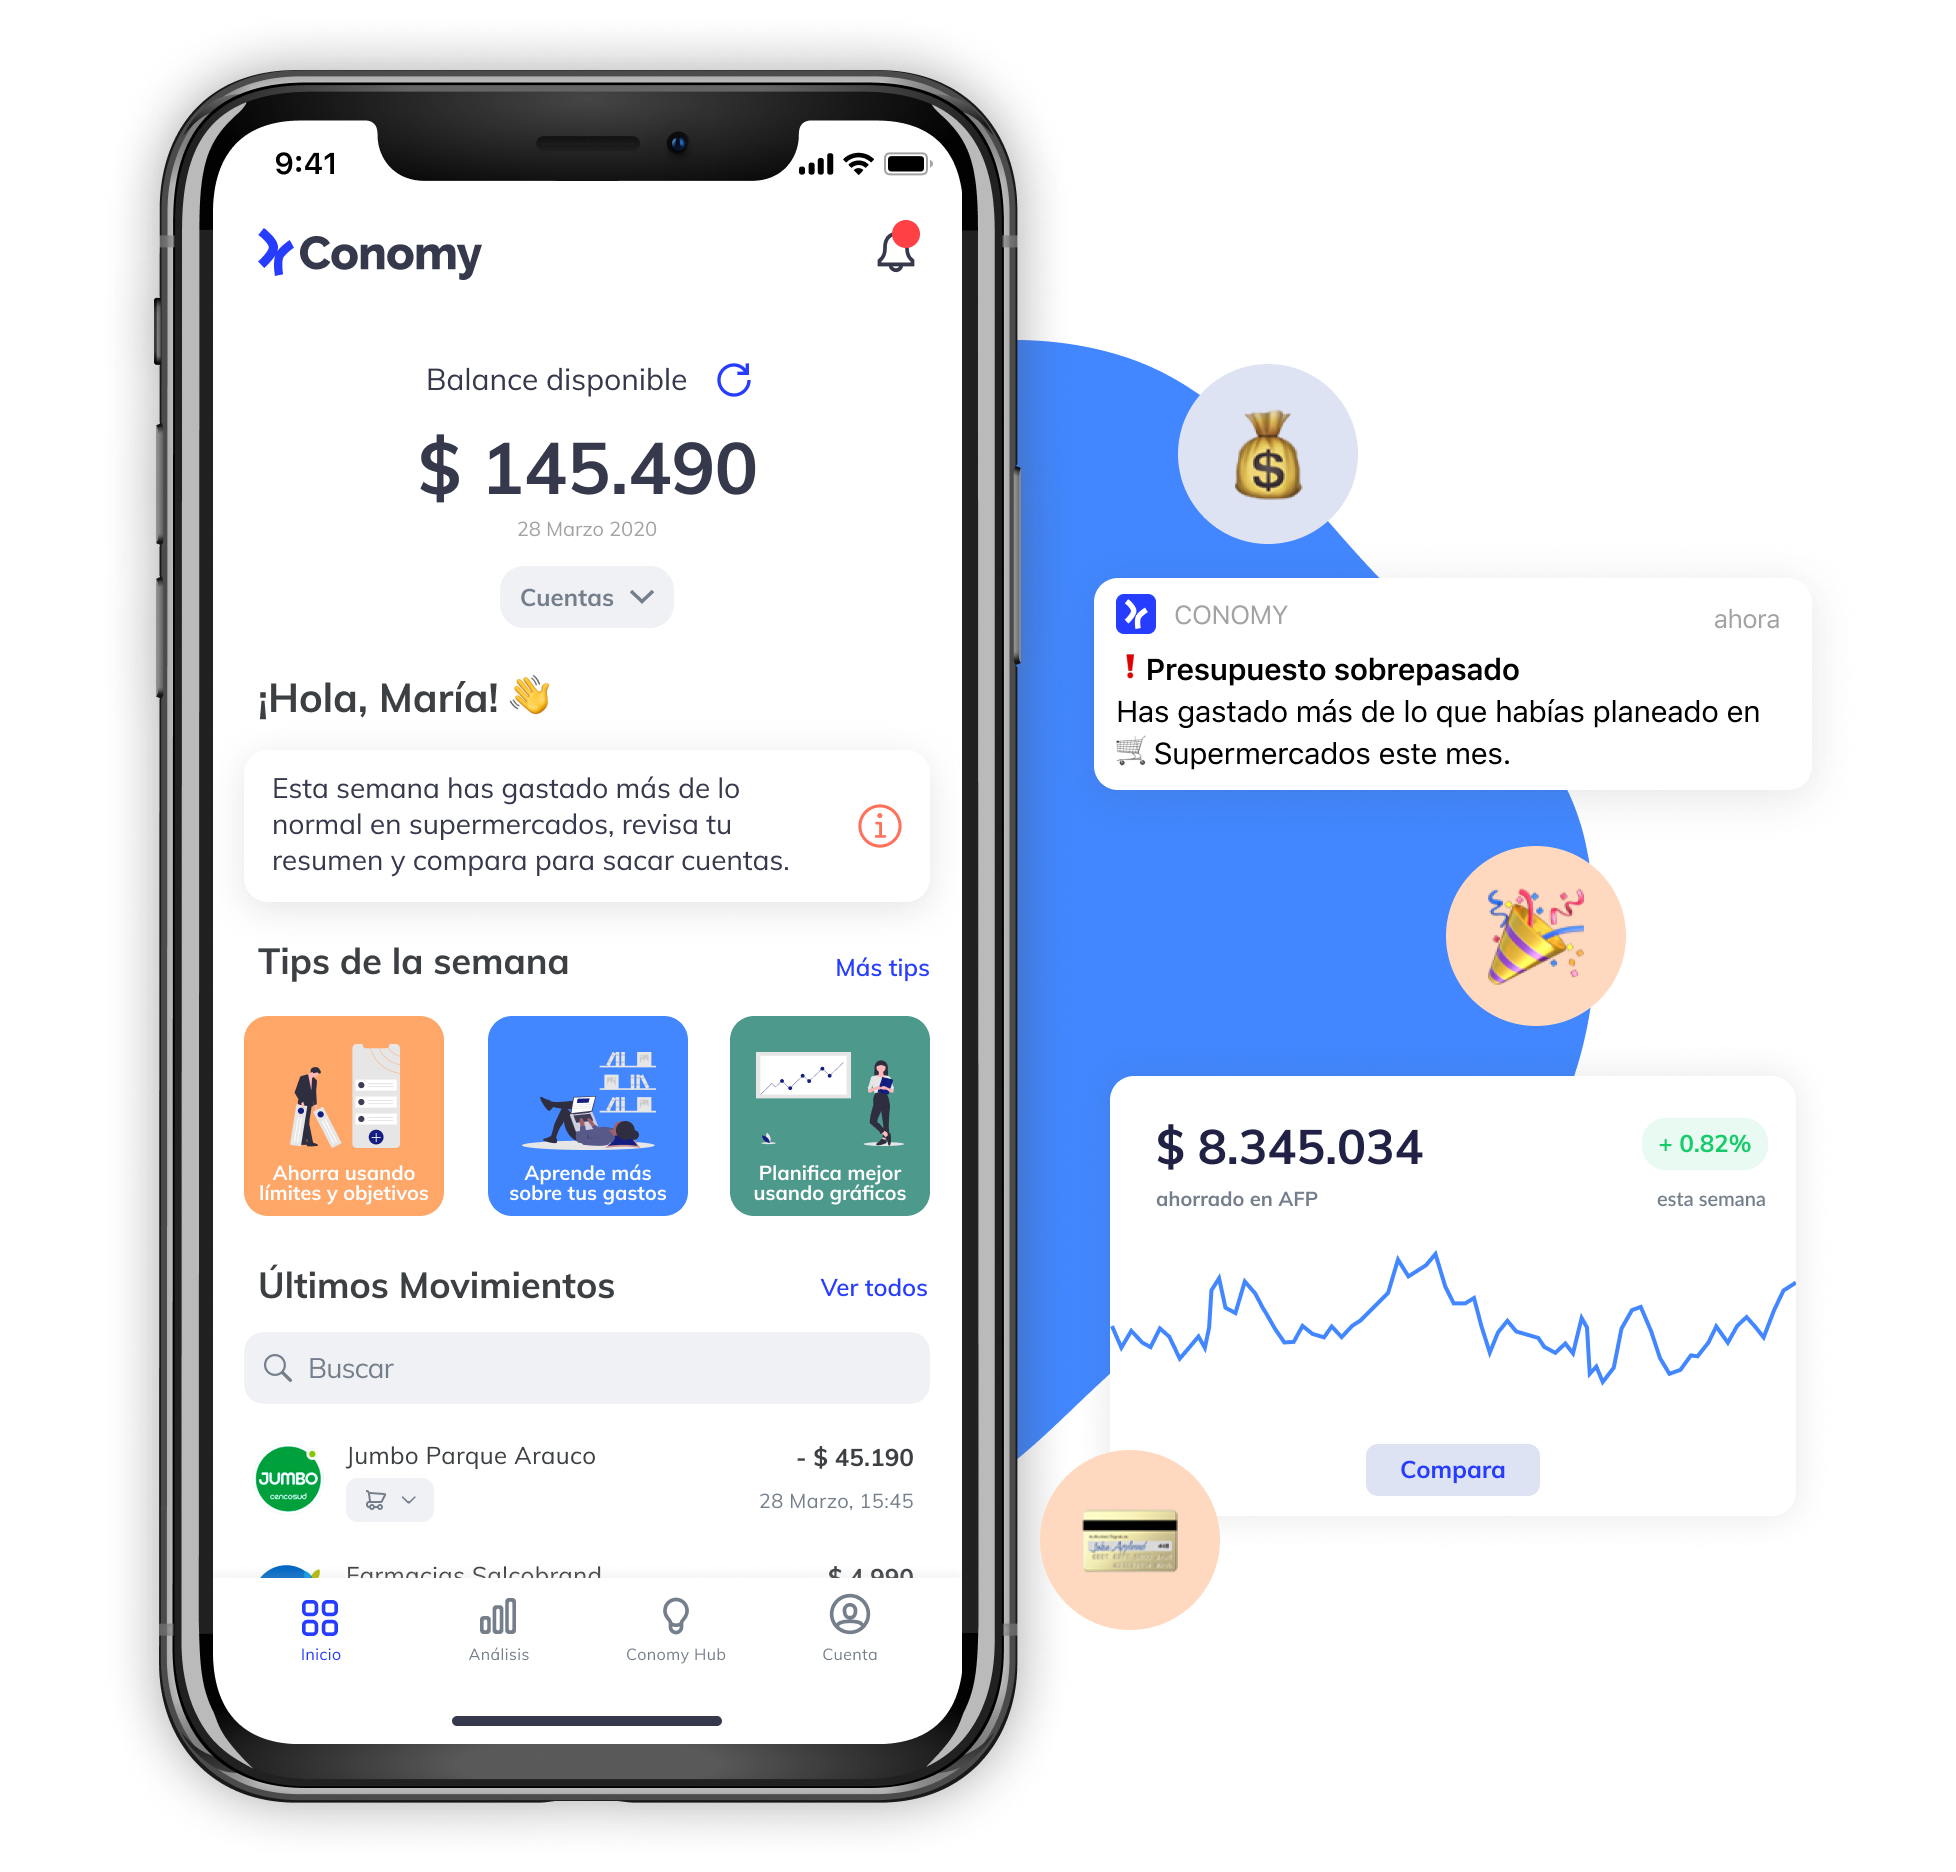 9:41
Conomy
Balance disponible
$ 145.490
28 Marzo 2020
Cuentas
¡Hola, María! 👋
Esta semana has gastado más de lo
normal en supermercados, revisa tu
resumen y compara para sacar cuentas.
Tips de la semana
Más tips
Ahorra usando
límites y objetivos
Aprende más
sobre tus gastos
Planifica mejor
usando gráficos
Últimos Movimientos
Ver todos
Buscar
JUMBO
cencosud
Jumbo Parque Arauco
- $ 45.190
28 Marzo, 15:45
Farmacias Salcobrand
$ 4.990
Inicio
Análisis
Conomy Hub
Cuenta
$
CONOMY
ahora
❗Presupuesto sobrepasado
Has gastado más de lo que habías planeado en
🛒 Supermercados este mes.
$ 8.345.034
+ 0.82%
ahorrado en AFP
esta semana
Compara